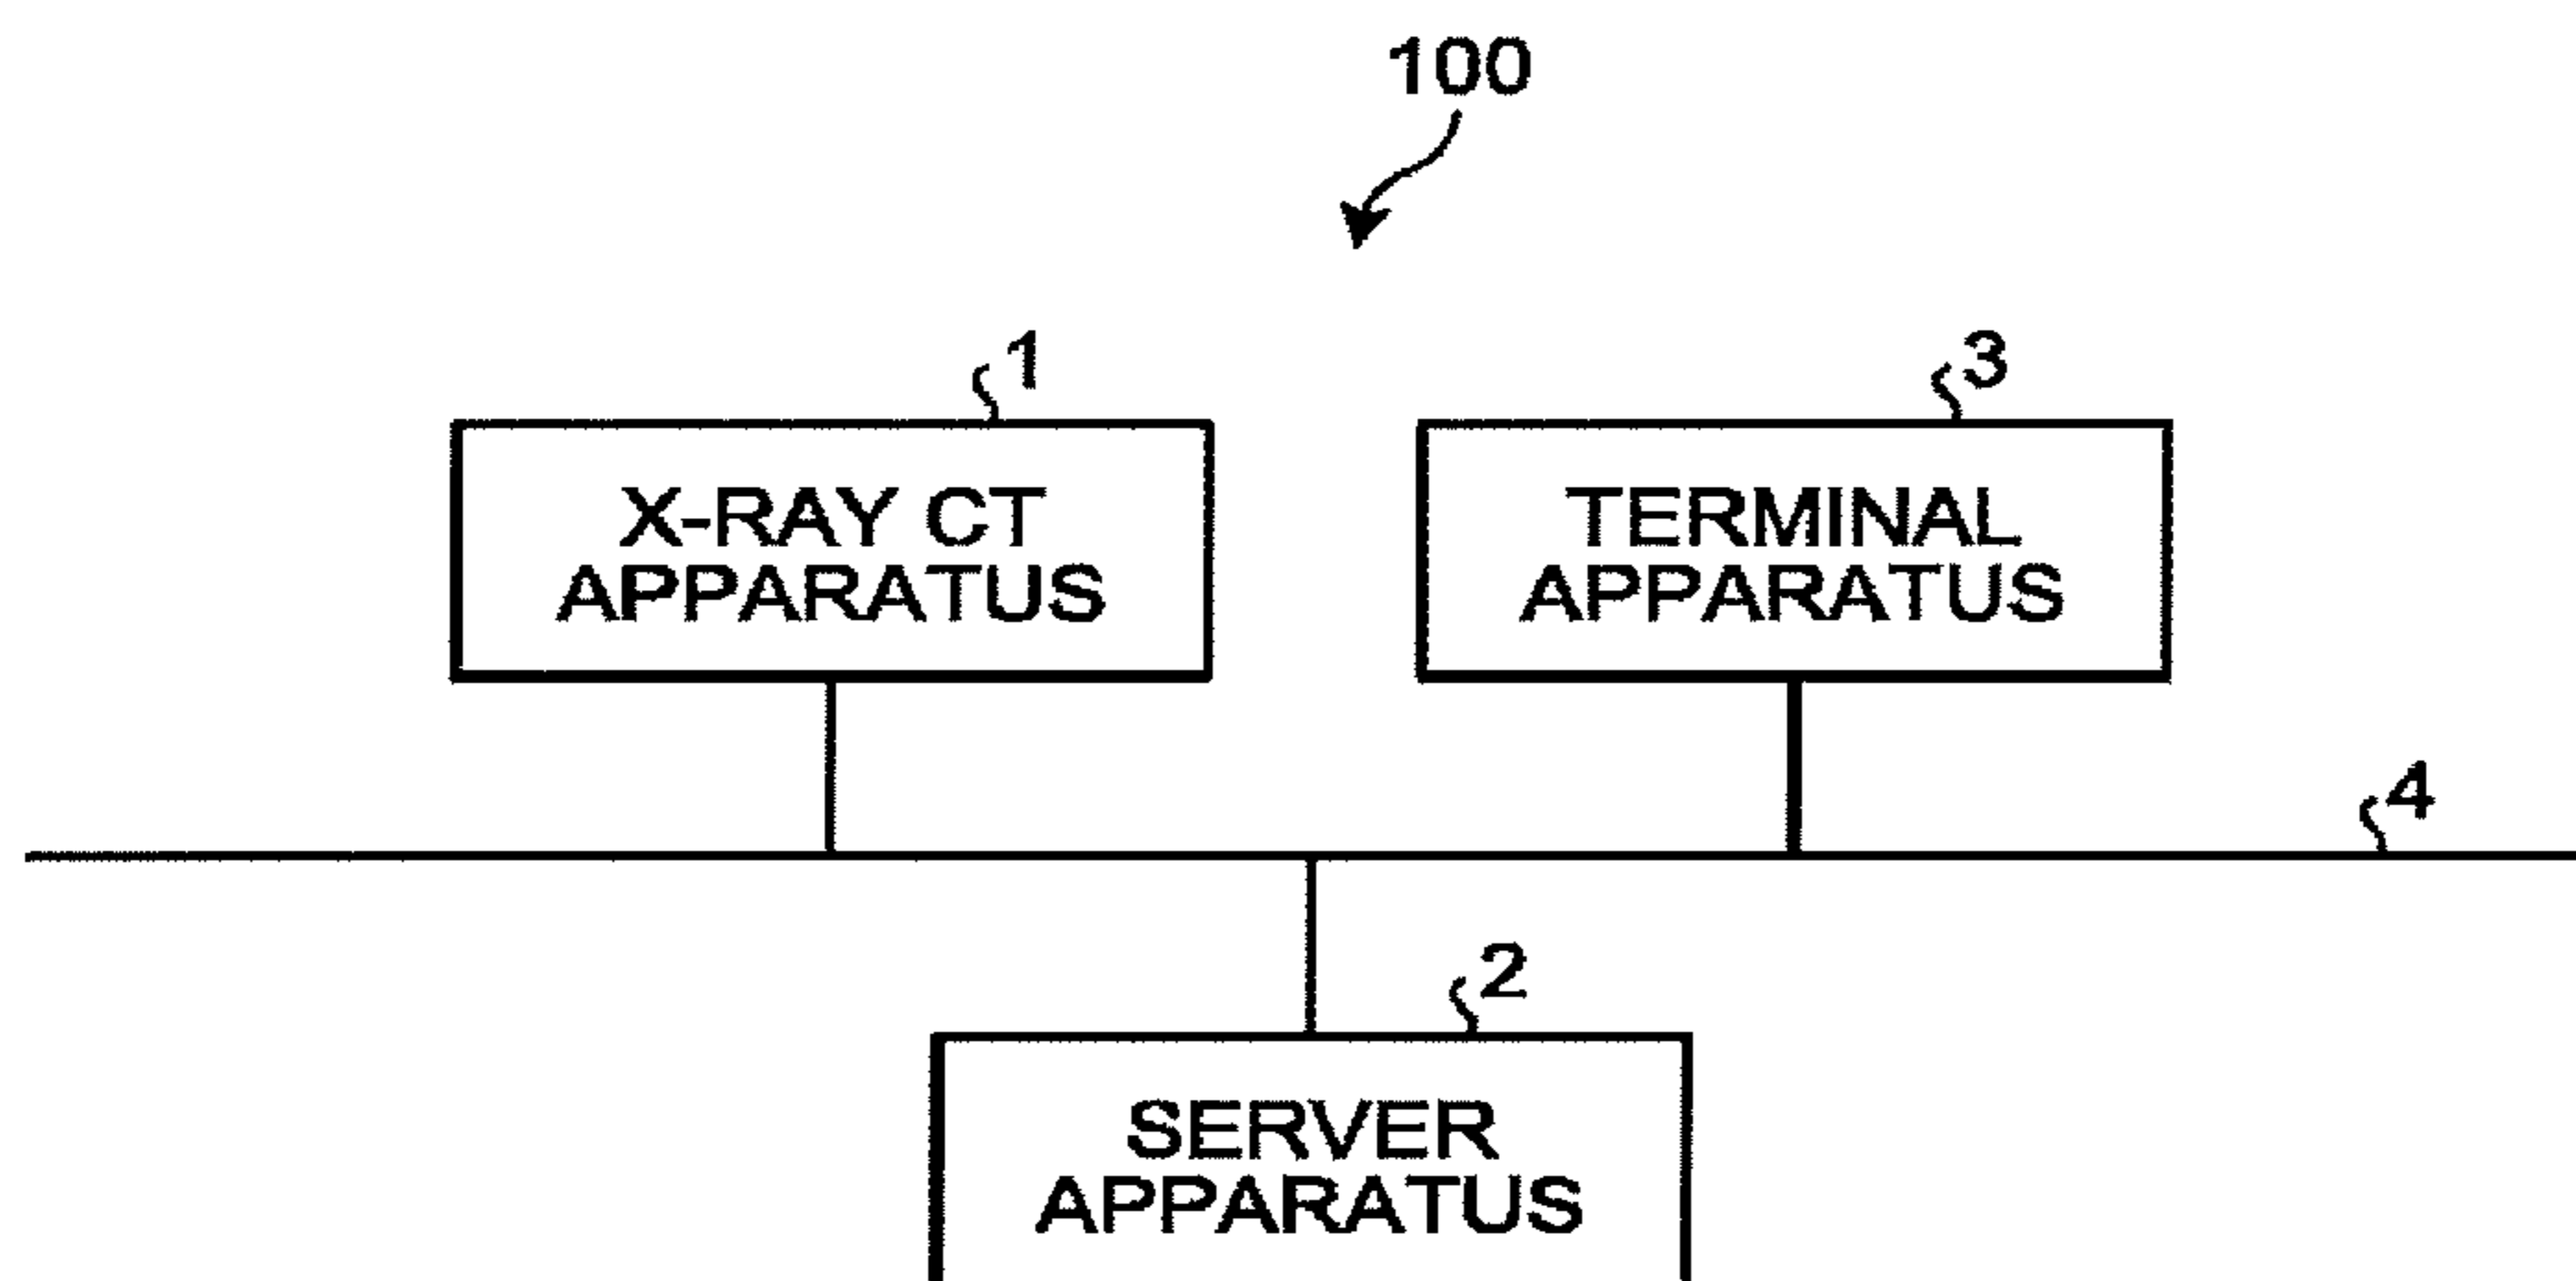 100
1
3
X-RAY CT
APPARATUS
TERMINAL
APPARATUS
4
2
SERVER
APPARATUS